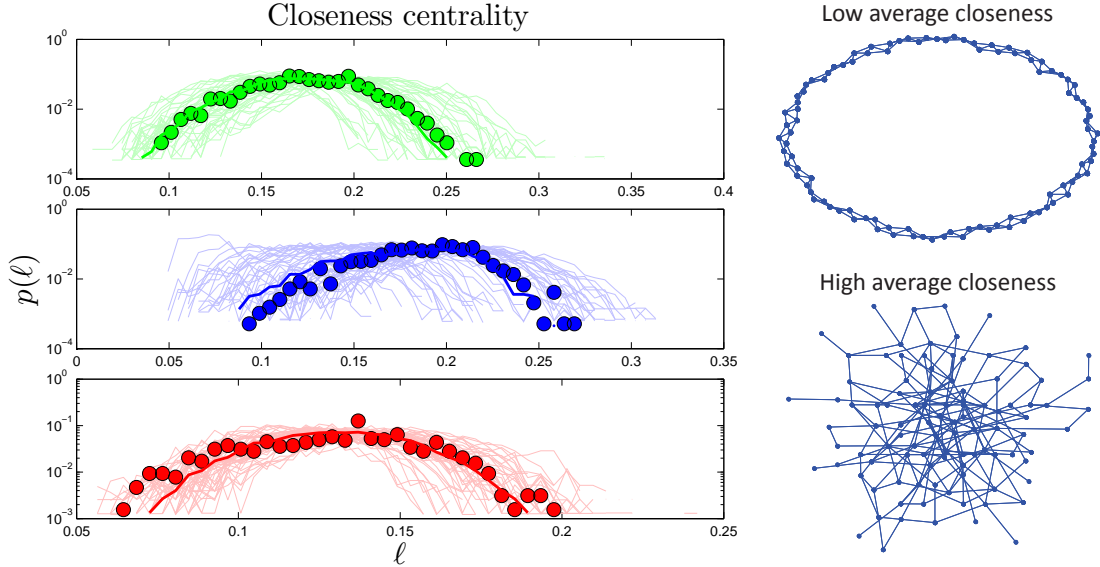 Closeness centrality
10^0
10^-2
10^-4
0.05 0.1 0.15 0.2 0.25 0.3 0.35 0.4
10^0
10^-2
10^-4
0 0.05 0.1 0.15 0.2 0.25 0.3 0.35
p(ℓ)
10^0
10^-1
10^-2
10^-3
0.1 0.15 0.2 0.25
ℓ
Low average closeness
High average closeness